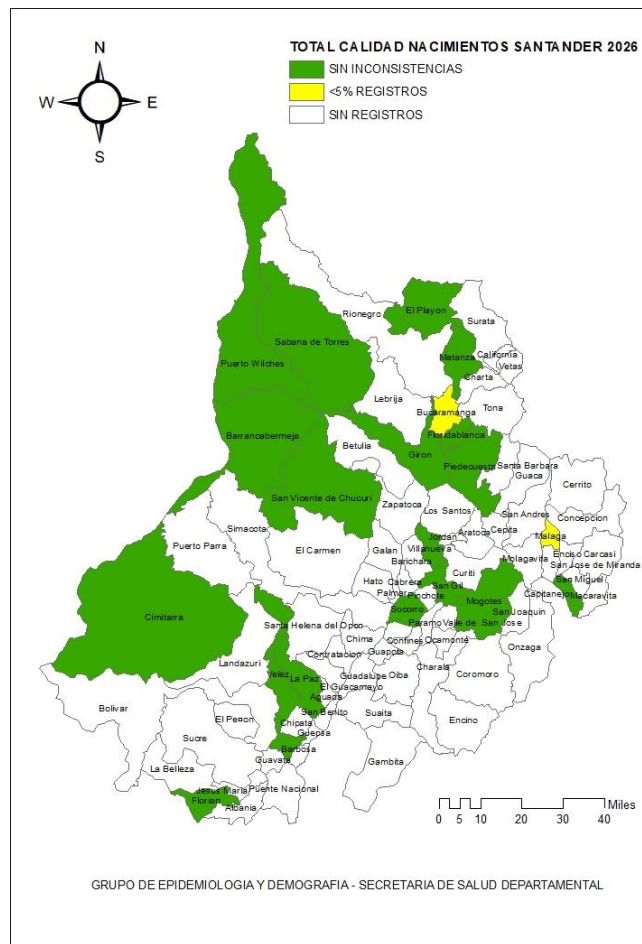 N
W E
S
TOTAL CALIDAD NACIMIENTOS SANTANDER 2026
SIN INCONSISTENCIAS
<5% REGISTROS
SIN REGISTROS
Rionegro
El Playon
Surata
Sabana de Torres
Matanza
California
Vetas
Puerto Wilches
Charta
Lebrija
Bucaramanga
Tona
Barrancabermeja
Floridablanca
Betulia
Giron
Piedecuesta
Santa Barbara
Guaca
Cerrito
San Vicente de Chucuri
Zapatoca
Los Santos
San Andres
Concepcion
Simacota
Jordan
Aratoca
Cepita
Malaga
Puerto Parra
El Carmen
Galan
Villanueva
Barichara
Molagavita
Enciso
Carcasi
San Jose de Miranda
Hato
Cabrera
San Gil
Curiti
San Miguel
Palmar
Pinchote
Mogotes
Capitanejo
Macaravita
Cimitarra
Socorro
San Joaquin
Santa Helena del Opon
Paramo
Valle de San Jose
Chima
Confines
Ocamonte
Onzaga
Contratacion
Guapota
Landazuri
Velez
La Paz
Guadalupe
Oiba
Charala
Coromoro
Aguada
El Guacamayo
Bolivar
San Benito
El Penon
Chipata
Suaita
Encino
Sucre
Guepsa
Barbosa
La Belleza
Guavata
Gambita
Jesus Maria
Puente Nacional
Florian
Albania
Miles
0 5 10 20 30 40
GRUPO DE EPIDEMIOLOGIA Y DEMOGRAFIA - SECRETARIA DE SALUD DEPARTAMENTAL